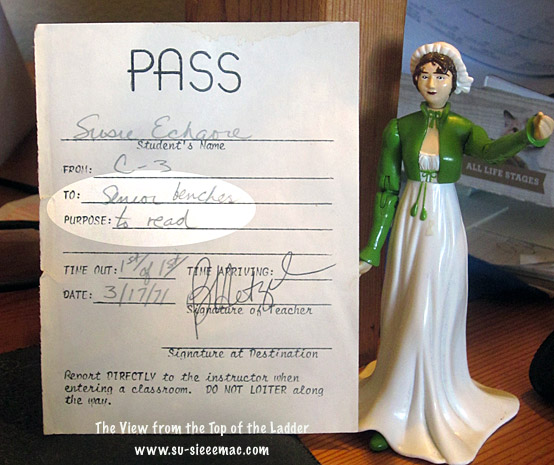 PASS
Susie Echaore
Student's Name
FROM: C-3
TO: Senior benches
PURPOSE: to read
TIME OUT: 1st of 1st TIME ARRIVING:
DATE: 3/17/71
Signature of Teacher
Signature at Destination
Report DIRECTLY to the instructor when
entering a classroom. DO NOT LOITER along
the way.
ALL LIFE STAGES
The View from the Top of the Ladder
www.su-sieeemac.com